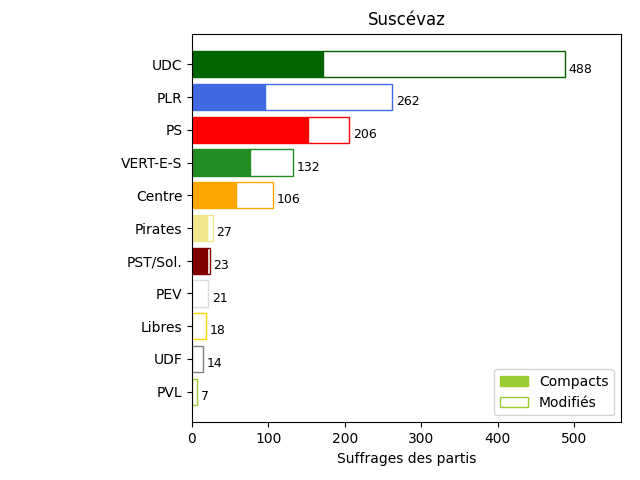 Suscévaz
UDC 488
PLR 262
PS 206
VERT-E-S 132
Centre 106
Pirates 27
PST/Sol. 23
PEV 21
Libres 18
UDF 14
PVL 7
Compacts
Modifiés
0 100 200 300 400 500
Suffrages des partis